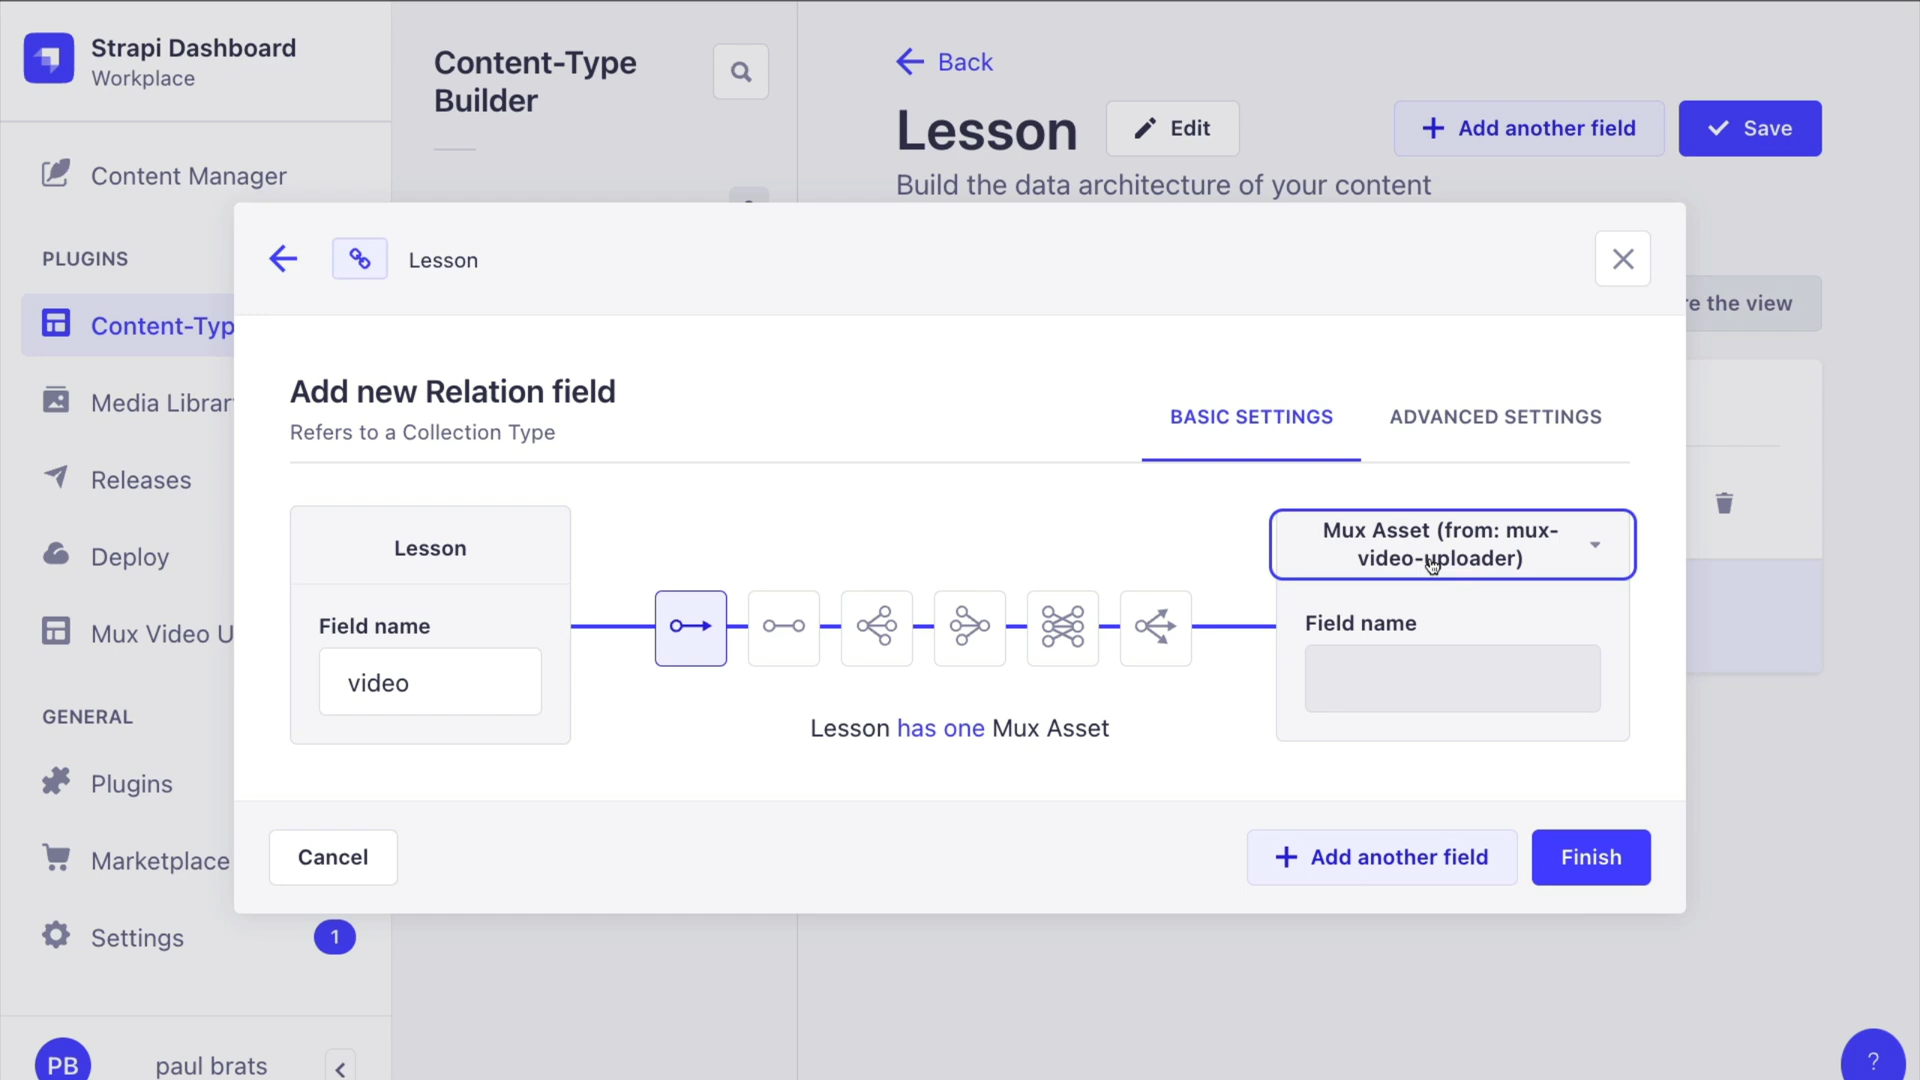 Strapi Dashboard
Workplace
Content Manager
PLUGINS
Content-Typ
Media Librar
Releases
Deploy
Mux Video U
GENERAL
Plugins
Marketplace
Settings
1
PB
paul brats
Content-Type
Builder
Back
Lesson
Edit
Add another field
Save
Build the data architecture of your content
re the view
Lesson
Add new Relation field
Refers to a Collection Type
BASIC SETTINGS
ADVANCED SETTINGS
Lesson
Field name
video
Lesson has one Mux Asset
Mux Asset (from: mux-
video-uploader)
Field name
Cancel
Add another field
Finish
?